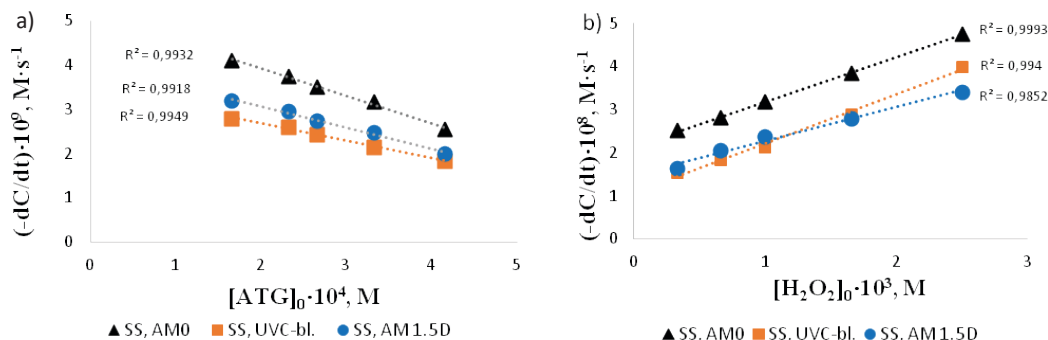 a)
(-dC/dt)·10⁹, M·s⁻¹
5
4
3
2
1
0
R² = 0,9932
R² = 0,9918
R² = 0,9949
0 1 2 3 4 5
[ATG]₀·10⁴, M
SS, AM0 SS, UVC-bl. SS, AM 1.5D
b)
(-dC/dt)·10⁸, M·s⁻¹
5
4
3
2
1
0
R² = 0,9993
R² = 0,994
R² = 0,9852
0 1 2 3
[H₂O₂]₀·10³, M
SS. AM0 SS. UVC-bl. SS. AM 1.5D